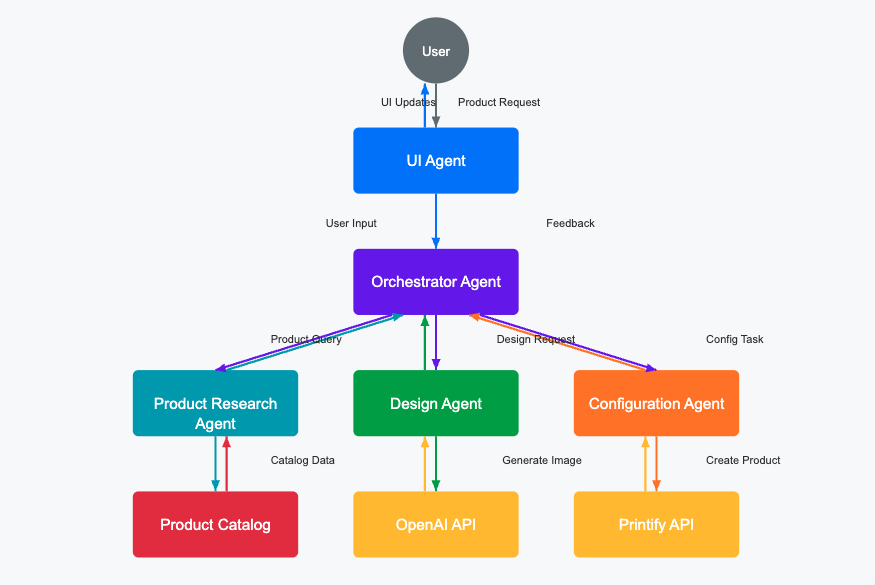 User
UI Updates
Product Request
UI Agent
User Input
Feedback
Orchestrator Agent
Product Query
Design Request
Config Task
Product Research
Agent
Design Agent
Configuration Agent
Catalog Data
Generate Image
Create Product
Product Catalog
OpenAI API
Printify API